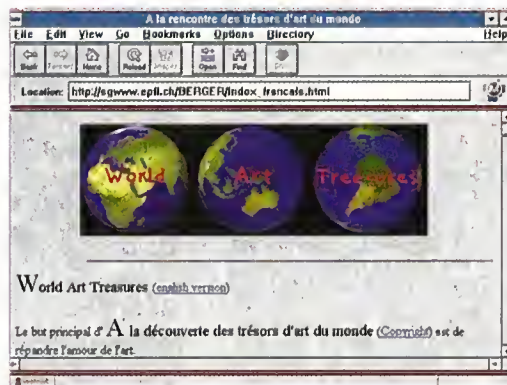 A la rencontre des trésors d'art du monde
File Edit View Go Bookmarks Options Directory Help
Back Forward Home Reload Images Open Find Stop
Location: http://sgwww.epfl.ch/BERGER/index_francais.html
World Art Treasures
World Art Treasures (english version)
Le but principal d' A la découverte des trésors d'art du monde (Copyright) est de
répandre l'amour de l'art.